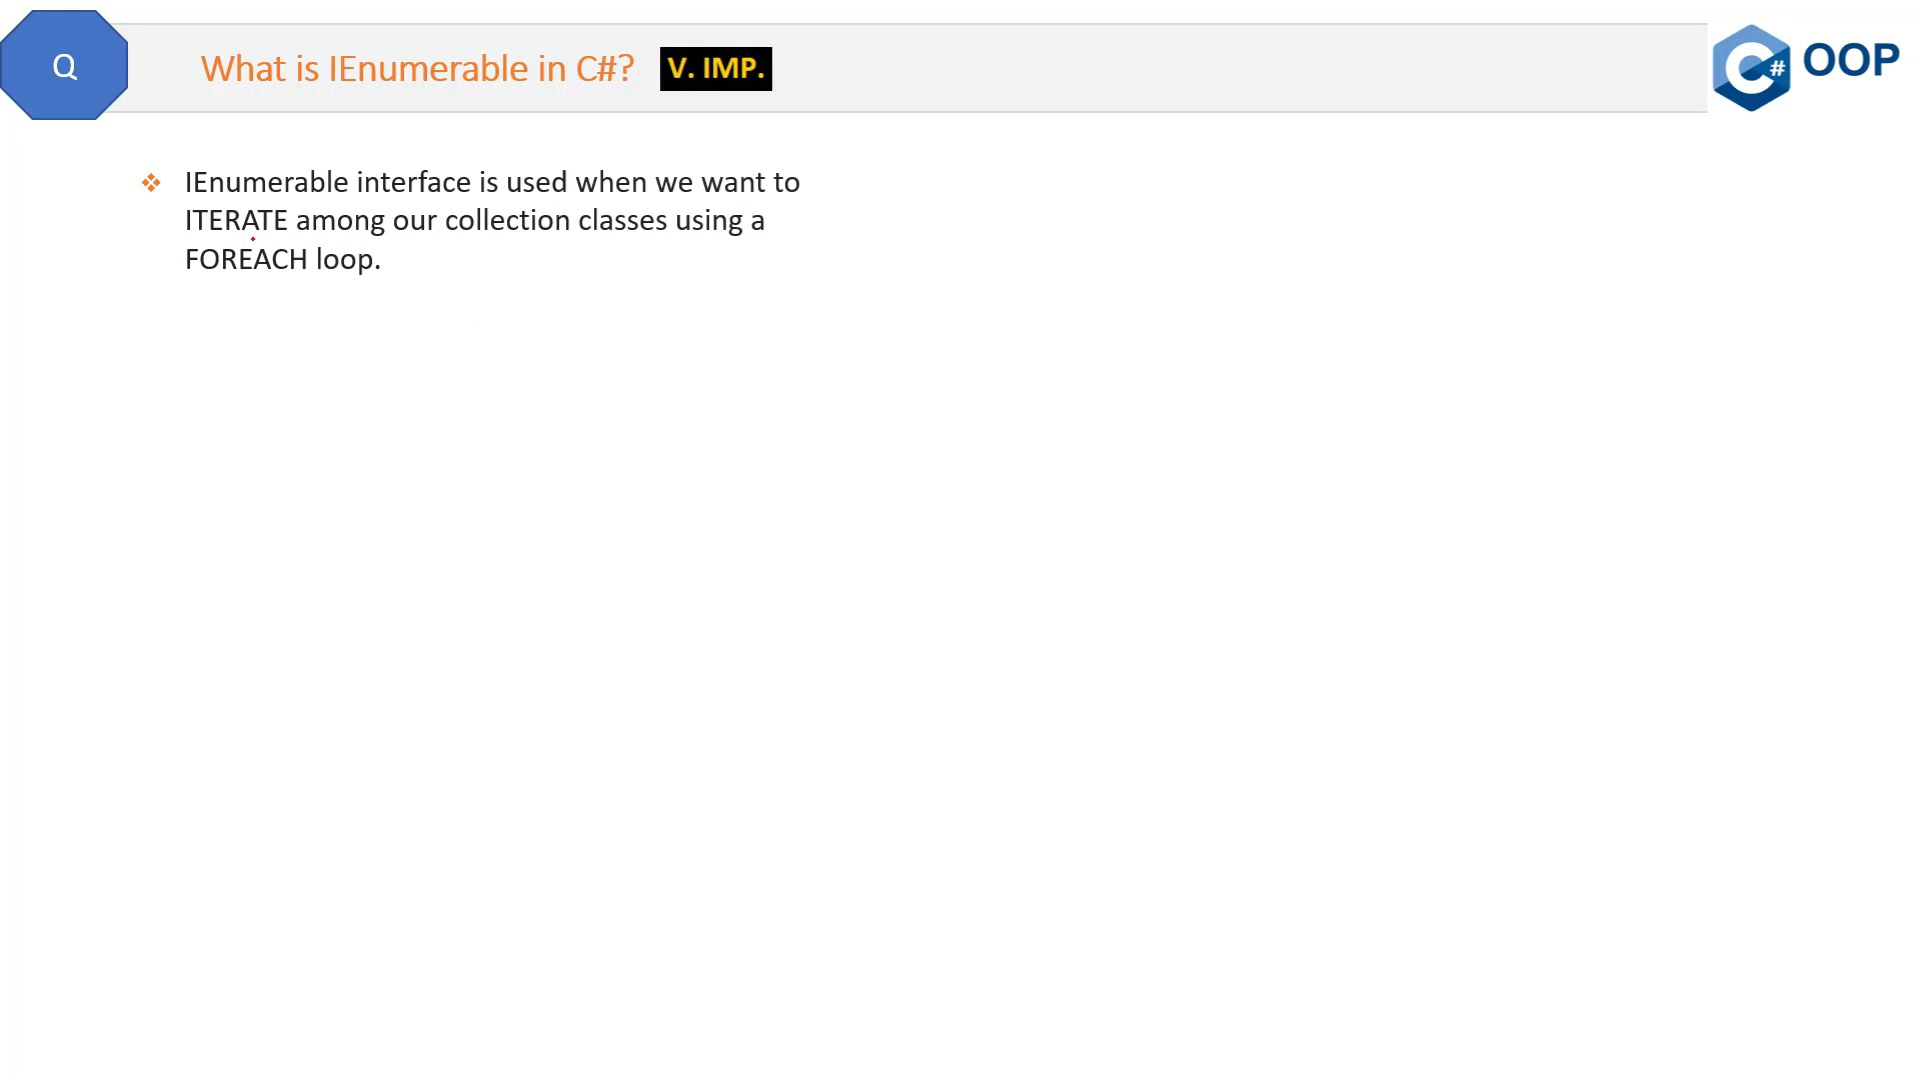 Q
What is IEnumerable in C#?
V. IMP.
C#
OOP
IEnumerable interface is used when we want to
ITERATE among our collection classes using a
FOREACH loop.